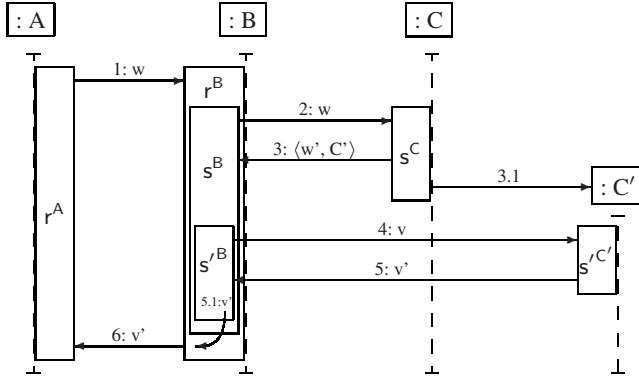 : A
: B
: C
1: w
r^B
2: w
s^B
3: ⟨w', C'⟩
s^C
3.1
: C′
r^A
4: v
s′^B
s′^C′
5: v'
5.1:v'
6: v'